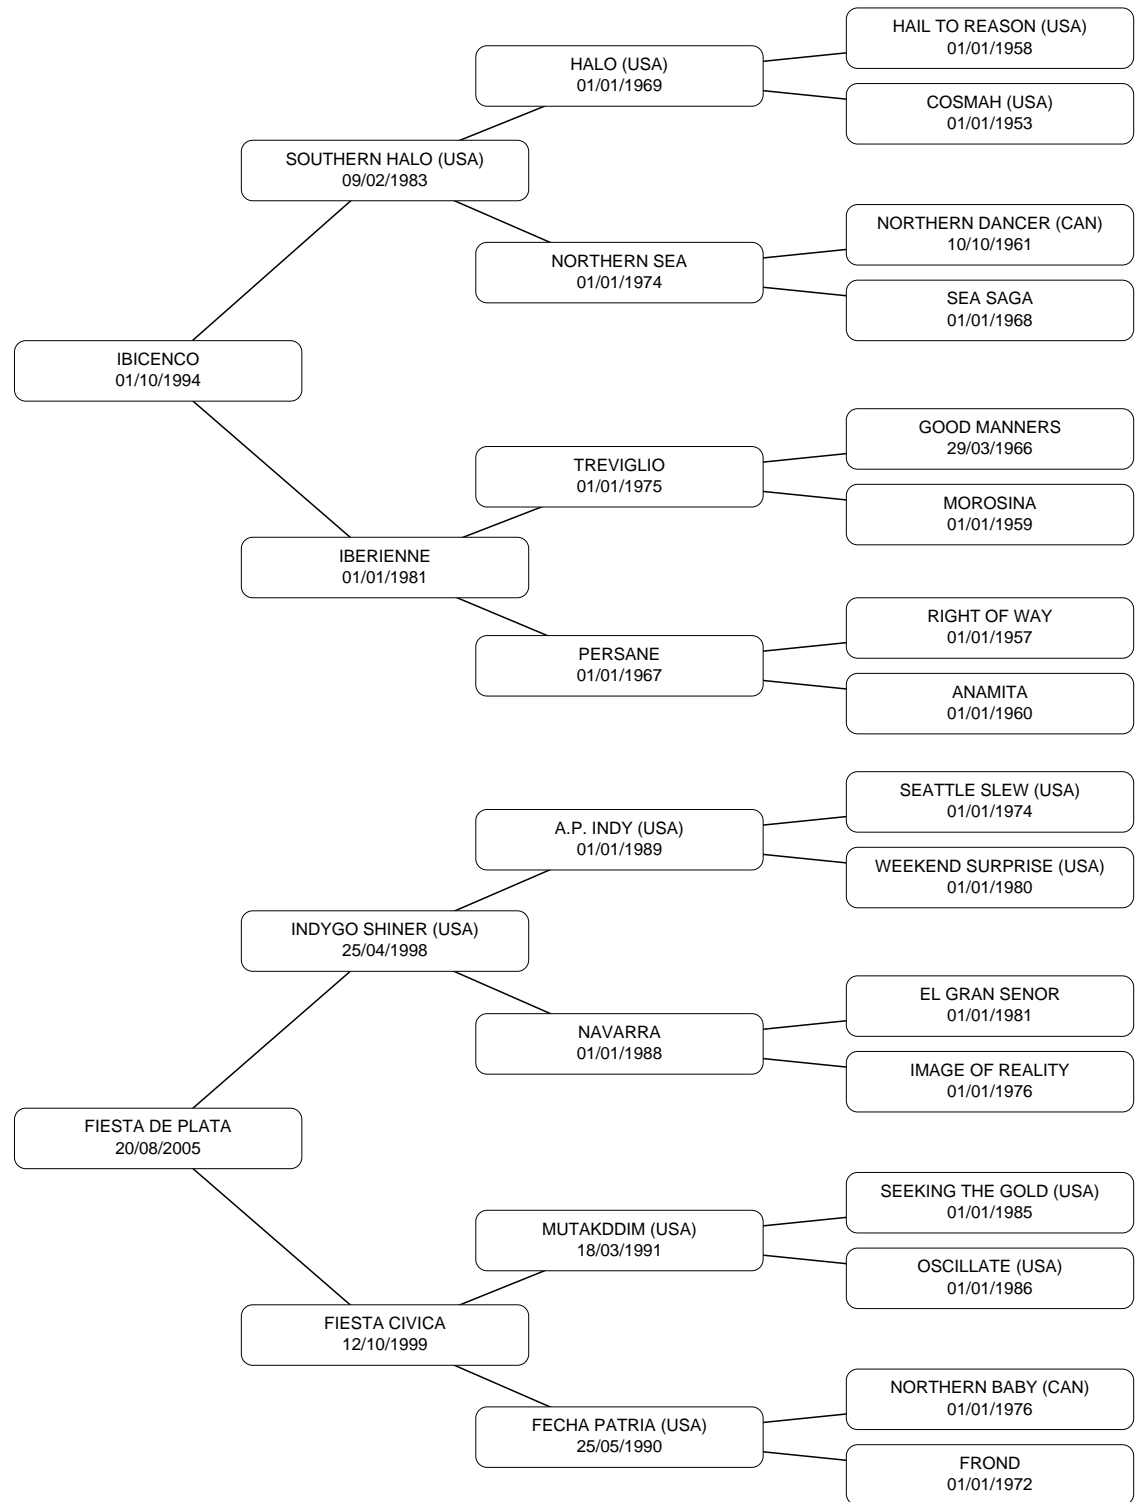 HAIL TO REASON (USA)
01/01/1958
HALO (USA)
01/01/1969
COSMAH (USA)
01/01/1953
SOUTHERN HALO (USA)
09/02/1983
NORTHERN DANCER (CAN)
10/10/1961
NORTHERN SEA
01/01/1974
SEA SAGA
01/01/1968
IBICENCO
01/10/1994
GOOD MANNERS
29/03/1966
TREVIGLIO
01/01/1975
MOROSINA
01/01/1959
IBERIENNE
01/01/1981
RIGHT OF WAY
01/01/1957
PERSANE
01/01/1967
ANAMITA
01/01/1960
SEATTLE SLEW (USA)
01/01/1974
A.P. INDY (USA)
01/01/1989
WEEKEND SURPRISE (USA)
01/01/1980
INDYGO SHINER (USA)
25/04/1998
EL GRAN SENOR
01/01/1981
NAVARRA
01/01/1988
IMAGE OF REALITY
01/01/1976
FIESTA DE PLATA
20/08/2005
SEEKING THE GOLD (USA)
01/01/1985
MUTAKDDIM (USA)
18/03/1991
OSCILLATE (USA)
01/01/1986
FIESTA CIVICA
12/10/1999
NORTHERN BABY (CAN)
01/01/1976
FECHA PATRIA (USA)
25/05/1990
FROND
01/01/1972